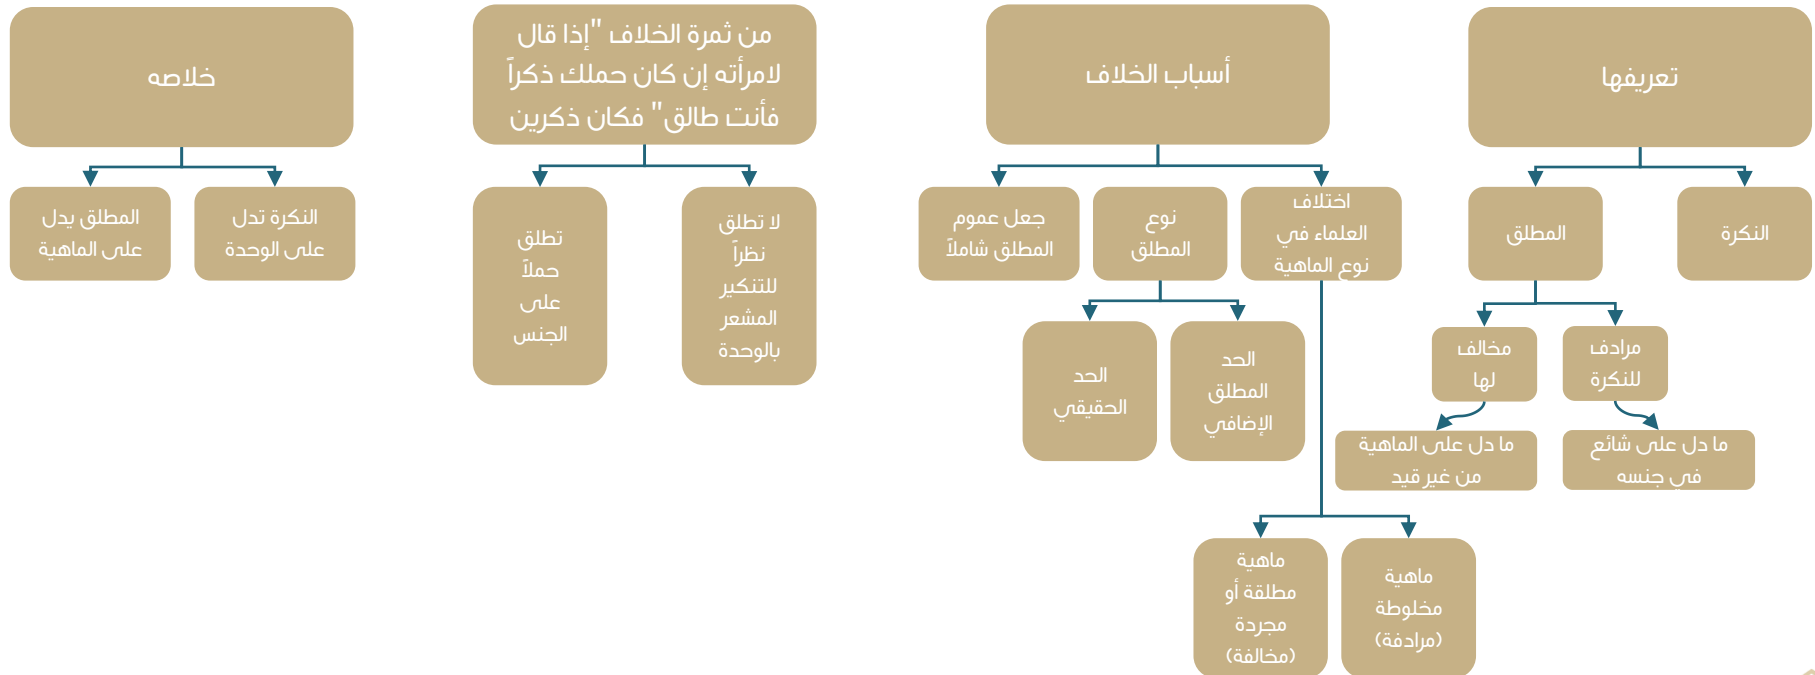 تعريفها
النكرة
المطلق
مرادف
للنكرة
مخالف
لها
ما دل على شائع
في جنسه
ما دل على الماهية
من غير قيد
أسباب الخلاف
اختلاف
العلماء في
نوع الماهية
نوع
المطلق
جعل عموم
المطلق شاملاً
الحد
المطلق
الإضافي
الحد
الحقيقي
ماهية
مخلوطة
(مرادفة)
ماهية
مطلقة أو
مجردة
(مخالفة)
من ثمرة الخلاف "إذا قال
لامرأته إن كان حملك ذكراً
فأنت طالق" فكان ذكرين
لا تطلق
نظراً
للتنكير
المشعر
بالوحدة
تطلق
حملاً
على
الجنس
خلاصه
النكرة تدل
على الوحدة
المطلق يدل
على الماهية